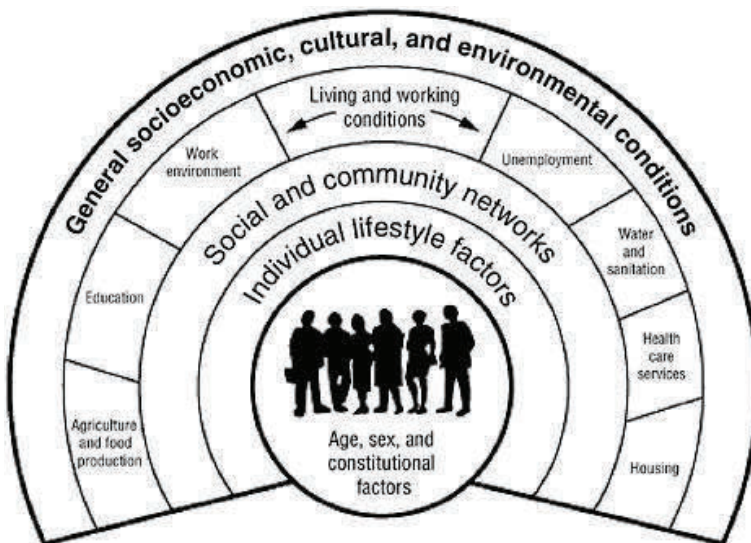 General socioeconomic, cultural, and environmental conditions
Living and working
conditions
Work
environment
Unemployment
Social and community networks
Water
and
sanitation
Individual lifestyle factors
Education
Health
care
services
Agriculture
and food
production
Age, sex, and
constitutional
factors
Housing